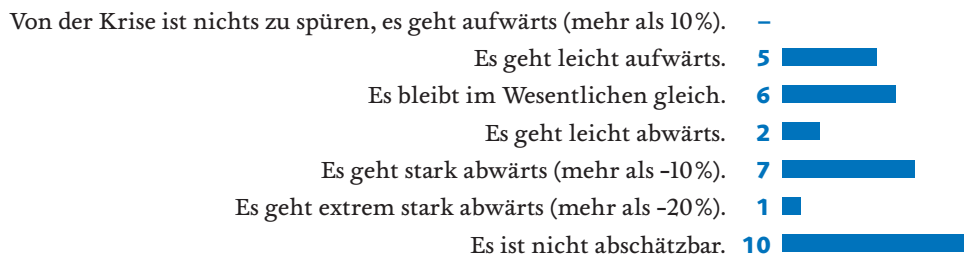 Von der Krise ist nichts zu spüren, es geht aufwärts (mehr als 10%). –
Es geht leicht aufwärts. 5
Es bleibt im Wesentlichen gleich. 6
Es geht leicht abwärts. 2
Es geht stark abwärts (mehr als –10%). 7
Es geht extrem stark abwärts (mehr als –20%). 1
Es ist nicht abschätzbar. 10